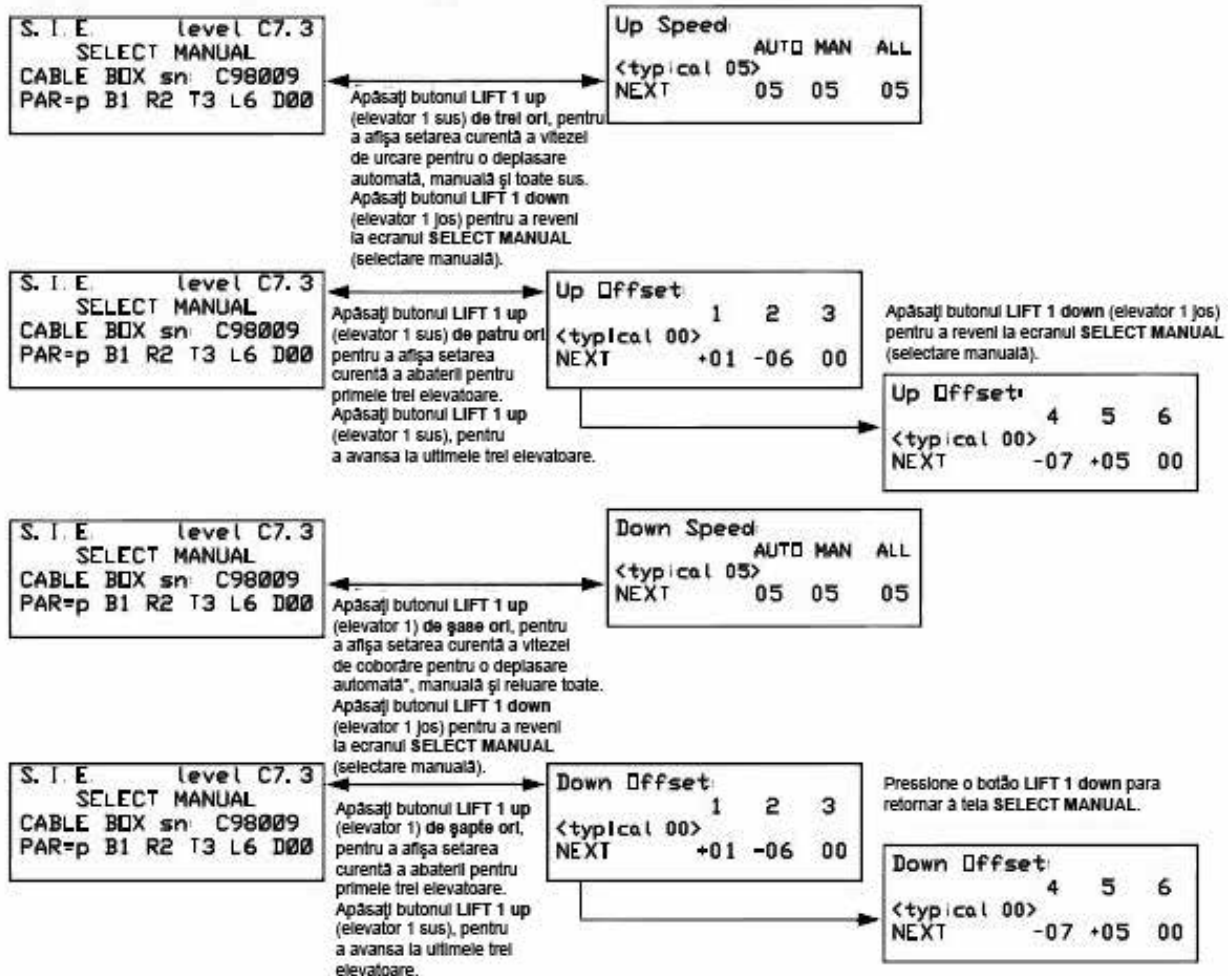 S. I. E. level C7.3
SELECT MANUAL
CABLE BOX sn: C98009
PAR=p B1 R2 T3 L6 D00
Apăsaţi butonul LIFT 1 up
(elevator 1 sus) de trei ori, pentru
a afişa setarea curentă a vitezei
de urcare pentru o deplasare
automată, manuală şi toate sus.
Apăsaţi butonul LIFT 1 down
(elevator 1 jos) pentru a reveni
la ecranul SELECT MANUAL
(selectare manuală).
Up Speed:
AUTO MAN ALL
<typical 05>
NEXT 05 05 05
S. I. E. level C7.3
SELECT MANUAL
CABLE BOX sn: C98009
PAR=p B1 R2 T3 L6 D00
Apăsaţi butonul LIFT 1 up
(elevator 1 sus) de patru ori
pentru a afişa setarea
curentă a abaterii pentru
primele trei elevatoare.
Apăsaţi butonul LIFT 1 up
(elevator 1 sus), pentru
a avansa la ultimele trei elevatoare.
Up Offset:
1 2 3
<typical 00>
NEXT +01 -06 00
Apăsaţi butonul LIFT 1 down (elevator 1 jos)
pentru a reveni la ecranul SELECT MANUAL
(selectare manuală).
Up Offset:
4 5 6
<typical 00>
NEXT -07 +05 00
S. I. E. level C7.3
SELECT MANUAL
CABLE BOX sn: C98009
PAR=p B1 R2 T3 L6 D00
Apăsaţi butonul LIFT 1 up
(elevator 1) de şase ori, pentru
a afişa setarea curentă a vitezei
de coborâre pentru o deplasare
automată", manuală şi reluare toate.
Apăsaţi butonul LIFT 1 down
(elevator 1 jos) pentru a reveni
la ecranul SELECT MANUAL
(selectare manuală).
Down Speed:
AUTO MAN ALL
<typical 05>
NEXT 05 05 05
S. I. E. level C7.3
SELECT MANUAL
CABLE BOX sn: C98009
PAR=p B1 R2 T3 L6 D00
Apăsaţi butonul LIFT 1 up
(elevator 1) de şapte ori,
pentru a afişa setarea
curentă a abaterii pentru
primele trei elevatoare.
Apăsaţi butonul LIFT 1 up
(elevator 1 sus), pentru
a avansa la ultimele trei
elevatoare.
Down Offset:
1 2 3
<typical 00>
NEXT +01 -06 00
Pressione o botão LIFT 1 down para
retornar à tela SELECT MANUAL.
Down Offset:
4 5 6
<typical 00>
NEXT -07 +05 00